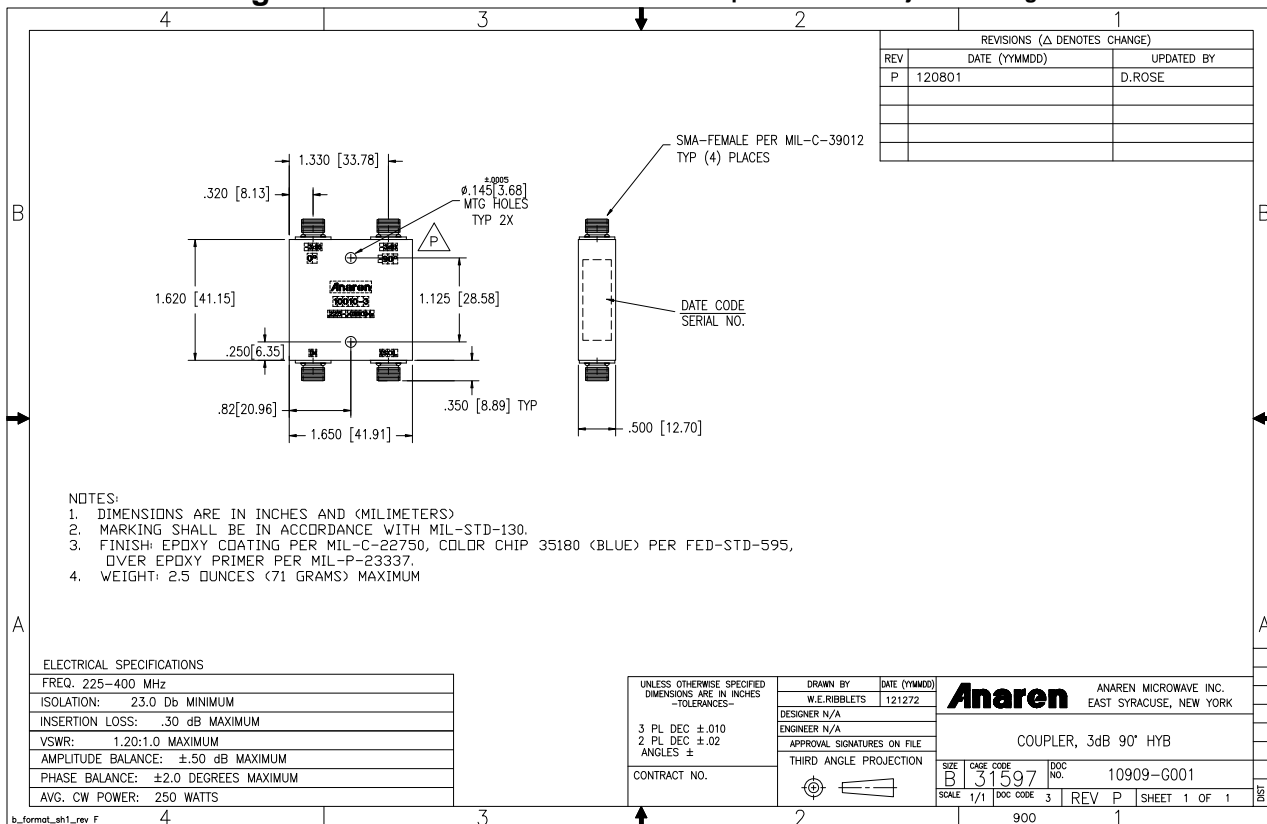 4 3 2 1
REVISIONS (△ DENOTES CHANGE)
REV DATE (YYMMDD) UPDATED BY
P 120801 D.ROSE
SMA-FEMALE PER MIL-C-39012
TYP (4) PLACES
1.330 [33.78]
.320 [8.13]
±.0005
ø.145[3.68]
MTG HOLES
TYP 2X
B B
P
0°
Anaren
10010-3
1.620 [41.15]
1.125 [28.58]
DATE CODE
SERIAL NO.
.250[6.35]
IN
.82[20.96]
.350 [8.89] TYP
1.650 [41.91]
.500 [12.70]
NOTES:
1. DIMENSIONS ARE IN INCHES AND (MILIMETERS)
2. MARKING SHALL BE IN ACCORDANCE WITH MIL-STD-130.
3. FINISH: EPOXY COATING PER MIL-C-22750, COLOR CHIP 35180 (BLUE) PER FED-STD-595,
OVER EPOXY PRIMER PER MIL-P-23337.
4. WEIGHT: 2.5 OUNCES (71 GRAMS) MAXIMUM
A A
ELECTRICAL SPECIFICATIONS
FREQ. 225-400 MHz
ISOLATION: 23.0 Db MINIMUM
INSERTION LOSS: .30 dB MAXIMUM
VSWR: 1.20:1.0 MAXIMUM
AMPLITUDE BALANCE: ±.50 dB MAXIMUM
PHASE BALANCE: ±2.0 DEGREES MAXIMUM
AVG. CW POWER: 250 WATTS
UNLESS OTHERWISE SPECIFIED
DIMENSIONS ARE IN INCHES
-TOLERANCES-
3 PL DEC ±.010
2 PL DEC ±.02
ANGLES ±
CONTRACT NO.
DRAWN BY DATE (YYMMDD)
W.E.RIBBLETS 121272
DESIGNER N/A
ENGINEER N/A
APPROVAL SIGNATURES ON FILE
THIRD ANGLE PROJECTION
Anaren
ANAREN MICROWAVE INC.
EAST SYRACUSE, NEW YORK
COUPLER, 3dB 90° HYB
SIZE B CAGE CODE 31597 DOC NO. 10909-G001
SCALE 1/1 DOC CODE 3 REV P SHEET 1 OF 1
DIST
b_format_sh1_rev F
4 3 2 900 1